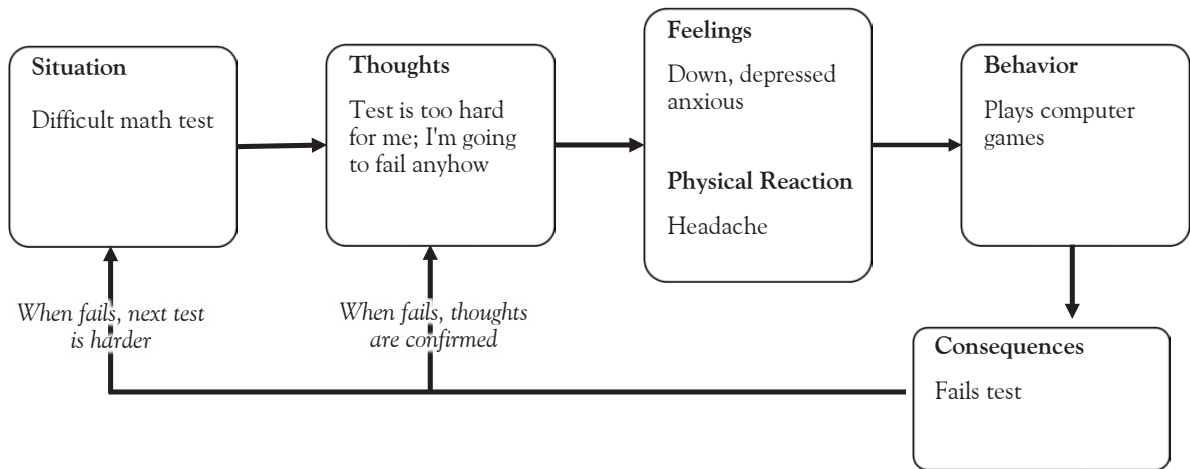 Situation
Difficult math test
Thoughts
Test is too hard
for me; I'm going
to fail anyhow
Feelings
Down, depressed
anxious
Physical Reaction
Headache
Behavior
Plays computer
games
When fails, next test
is harder
When fails, thoughts
are confirmed
Consequences
Fails test